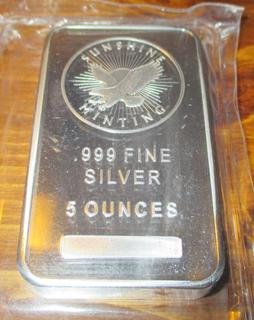 SUNSHINE
MINTING
.999 FINE
SILVER
5 OUNCES